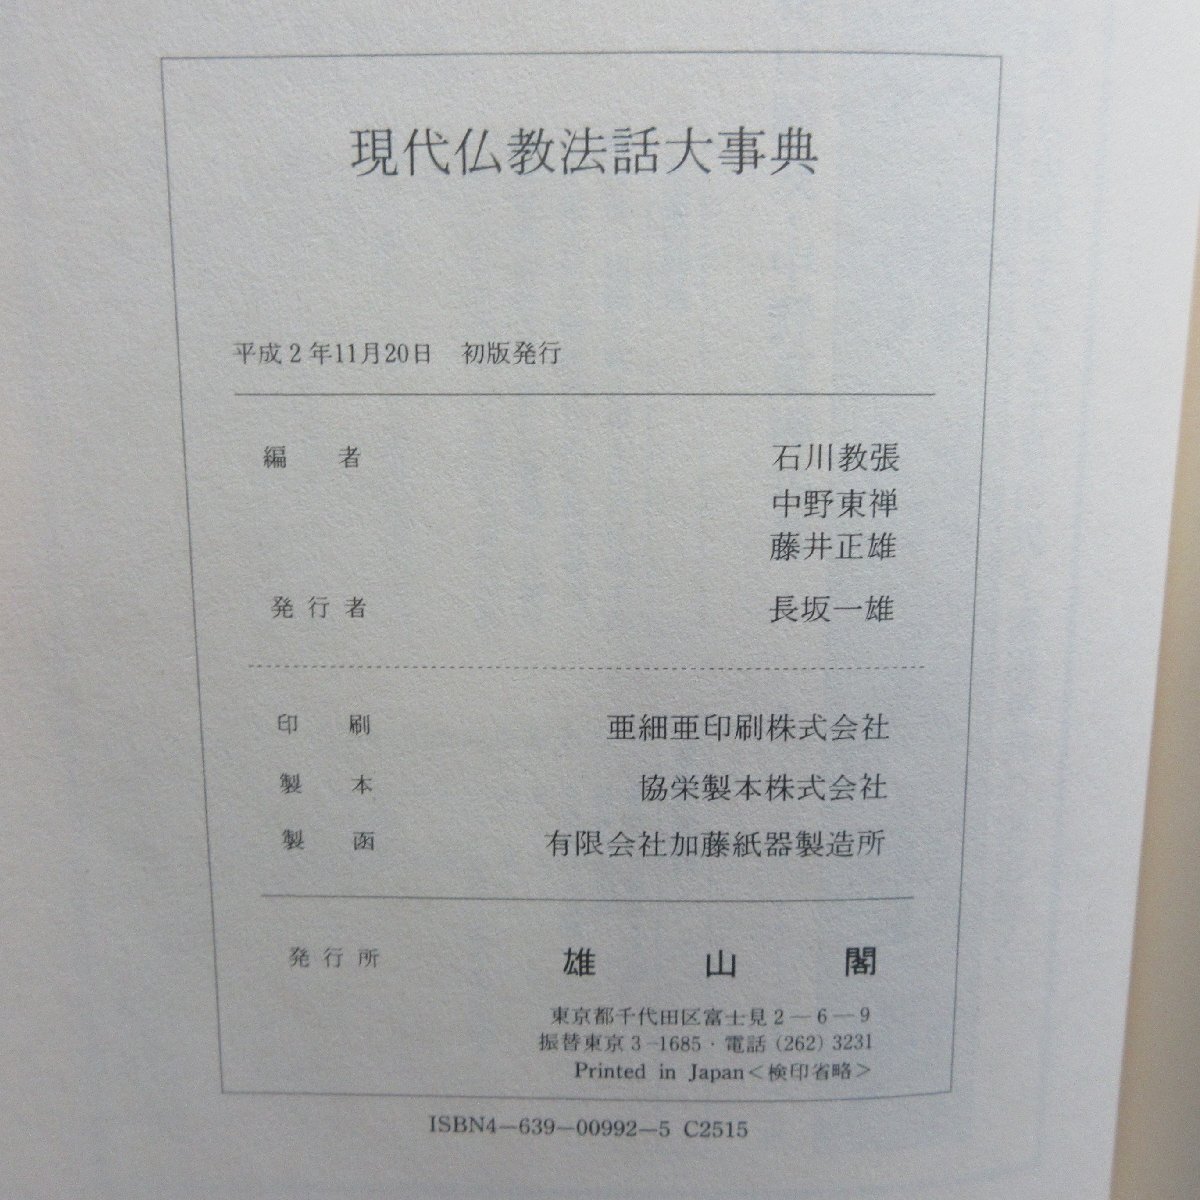 現代仏教法話大事典
平成2年11月20日　初版発行
編　者　石川教張
中野東禅
藤井正雄
発行者　長坂一雄
印　刷　亜細亜印刷株式会社
製　本　協栄製本株式会社
製　函　有限会社加藤紙器製造所
発行所　雄山閣
東京都千代田区富士見2－6－9
振替東京3-1685・電話(262)3231
Printed in Japan＜検印省略＞
ISBN4－639－00992－5 C2515